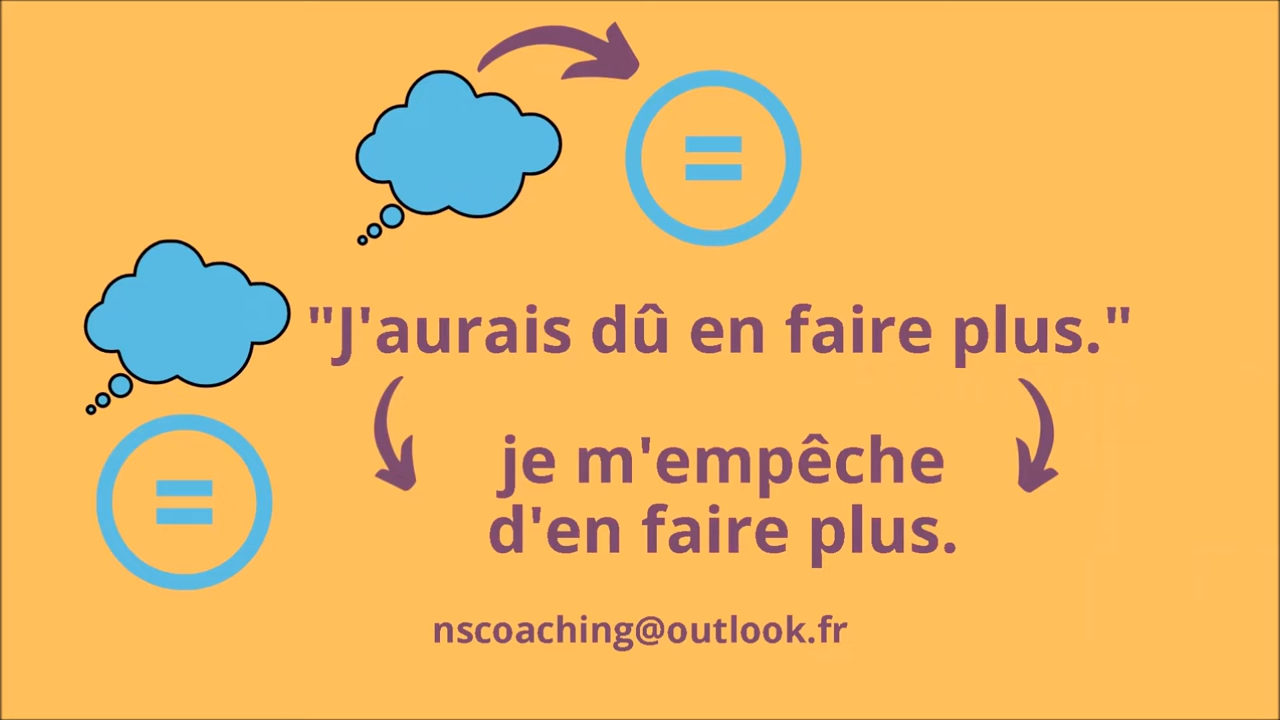 "J'aurais dû en faire plus."
je m'empêche
d'en faire plus.
nscoaching@outlook.fr